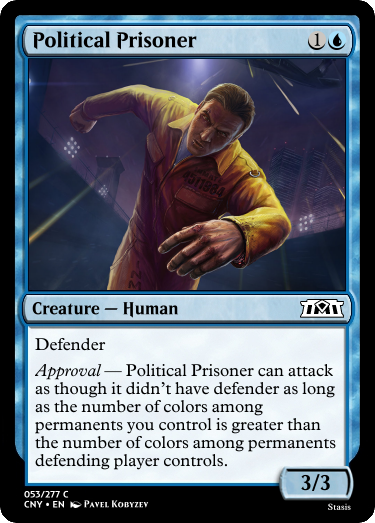 Political Prisoner
1
Creature — Human
Defender
Approval — Political Prisoner can attack
as though it didn't have defender as long
as the number of colors among
permanents you control is greater than
the number of colors among permanents
defending player controls.
3/3
053/277 C
CNY • EN Pavel Kobyzev
Stasis